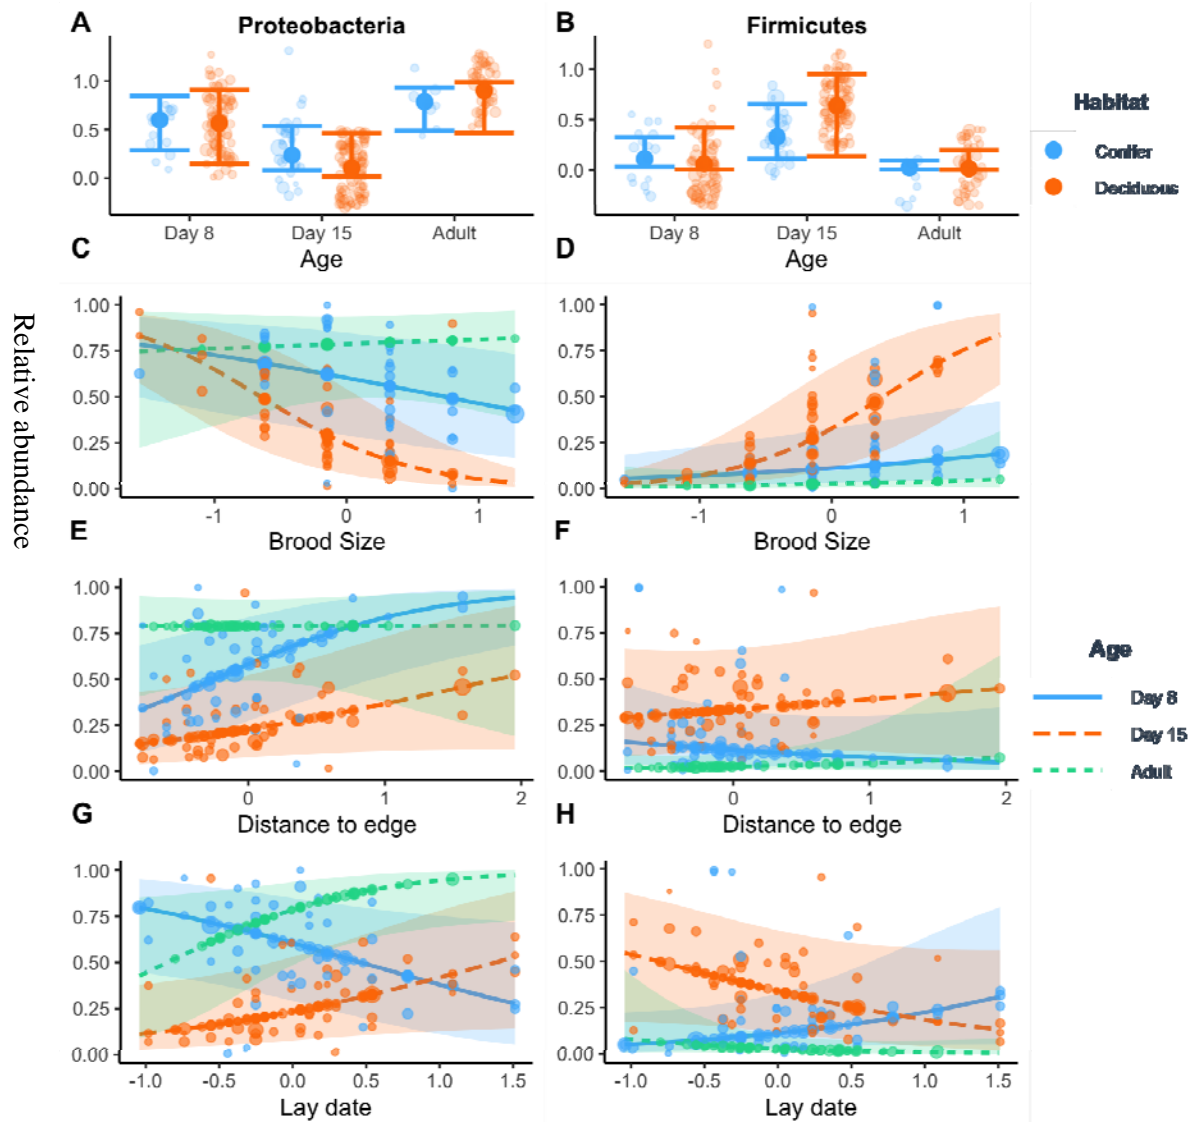 A
Proteobacteria
B
Firmicutes
1.0
0.5
0.0
Day 8
Day 15
Adult
Age
1.0
0.5
0.0
Day 8
Day 15
Adult
Age
Habitat
Conifer
Deciduous
Relative abundance
C
1.00
0.75
0.50
0.25
0.00
-1
0
1
Brood Size
D
1.00
0.75
0.50
0.25
0.00
-1
0
1
Brood Size
E
1.00
0.75
0.50
0.25
0.00
0
1
2
Distance to edge
F
1.00
0.75
0.50
0.25
0.00
0
1
2
Distance to edge
Age
Day 8
Day 15
Adult
G
1.00
0.75
0.50
0.25
0.00
-1.0
-0.5
0.0
0.5
1.0
1.5
Lay date
H
1.00
0.75
0.50
0.25
0.00
-1.0
-0.5
0.0
0.5
1.0
1.5
Lay date